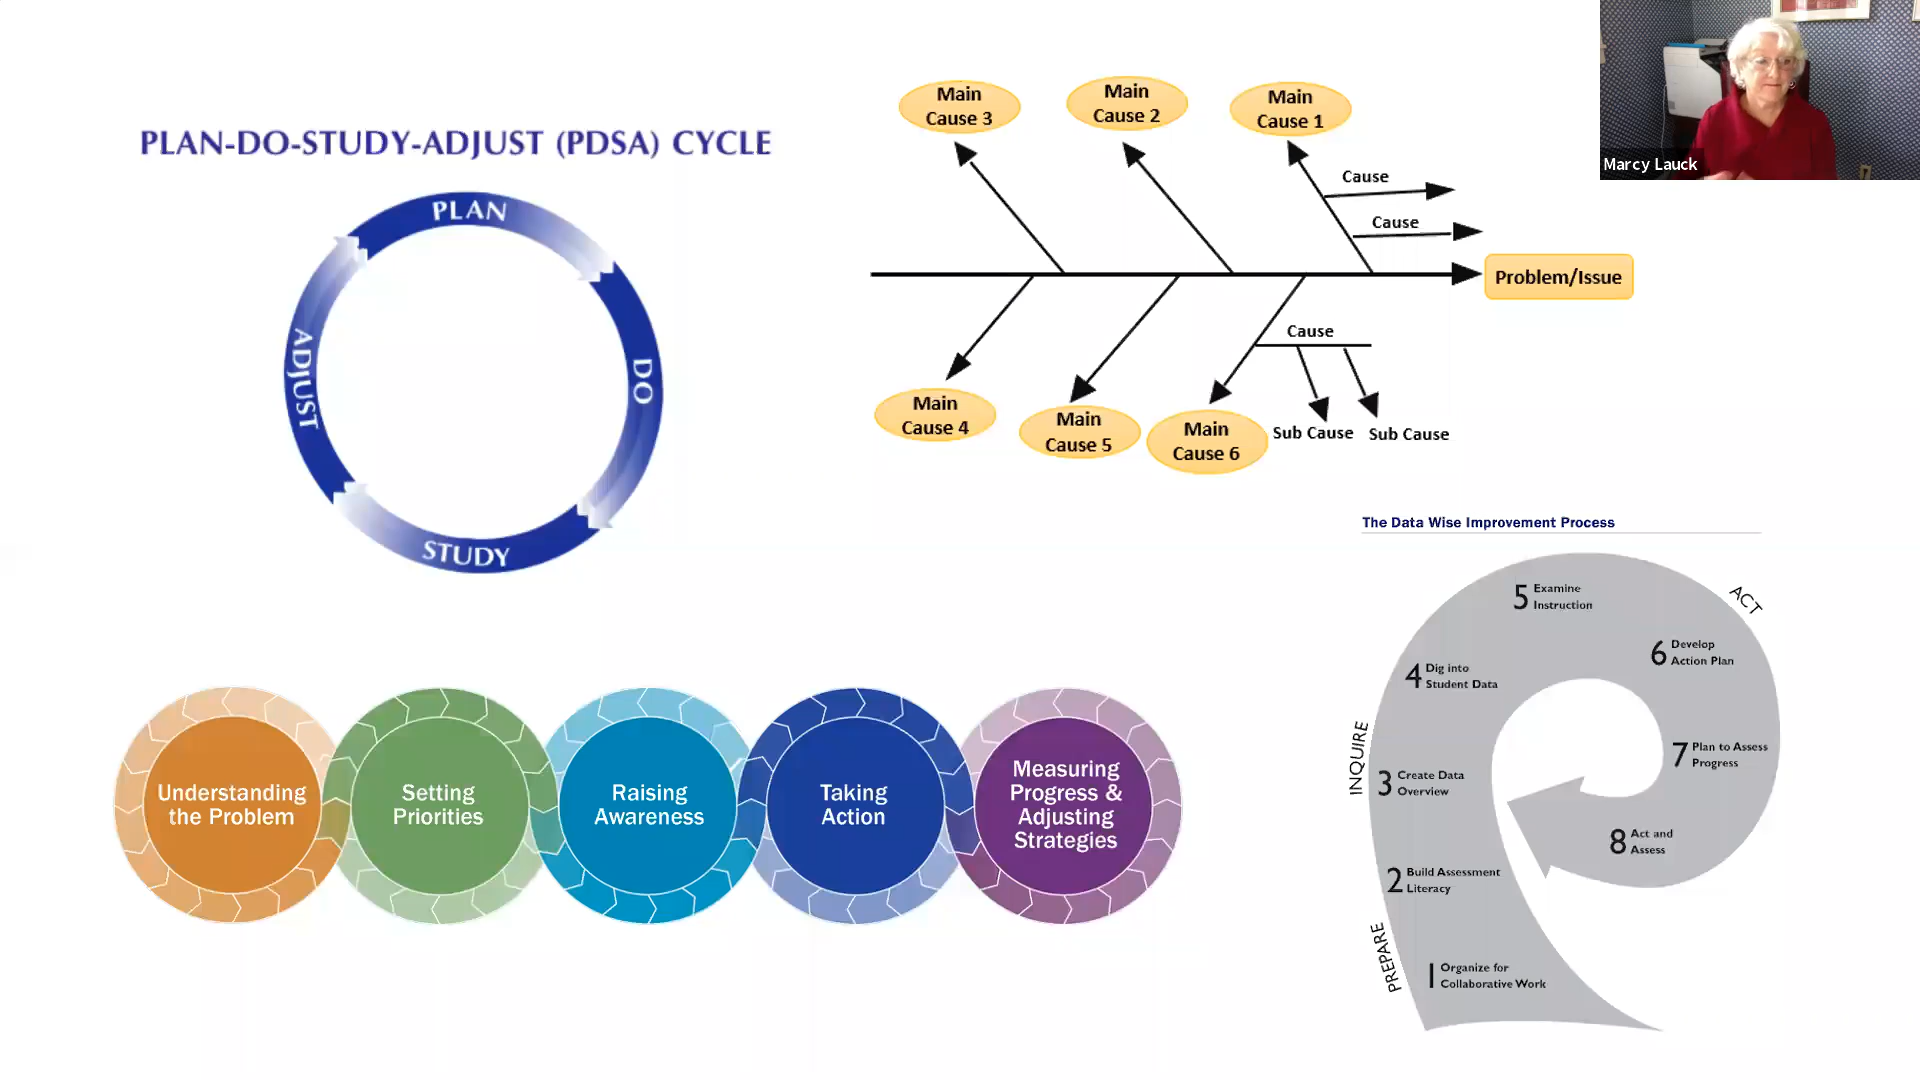 PLAN-DO-STUDY-ADJUST (PDSA) CYCLE
PLAN
DO
STUDY
ADJUST
Main
Cause 3
Main
Cause 2
Main
Cause 1
Cause
Cause
Problem/Issue
Cause
Sub Cause
Sub Cause
Main
Cause 4
Main
Cause 5
Main
Cause 6
Marcy Lauck
Understanding
the Problem
Setting
Priorities
Raising
Awareness
Taking
Action
Measuring
Progress &
Adjusting
Strategies
The Data Wise Improvement Process
PREPARE
1 Organize for
Collaborative Work
2 Build Assessment
Literacy
INQUIRE
3 Create Data
Overview
4 Dig into
Student Data
5 Examine
Instruction
ACT
6 Develop
Action Plan
7 Plan to Assess
Progress
8 Act and
Assess